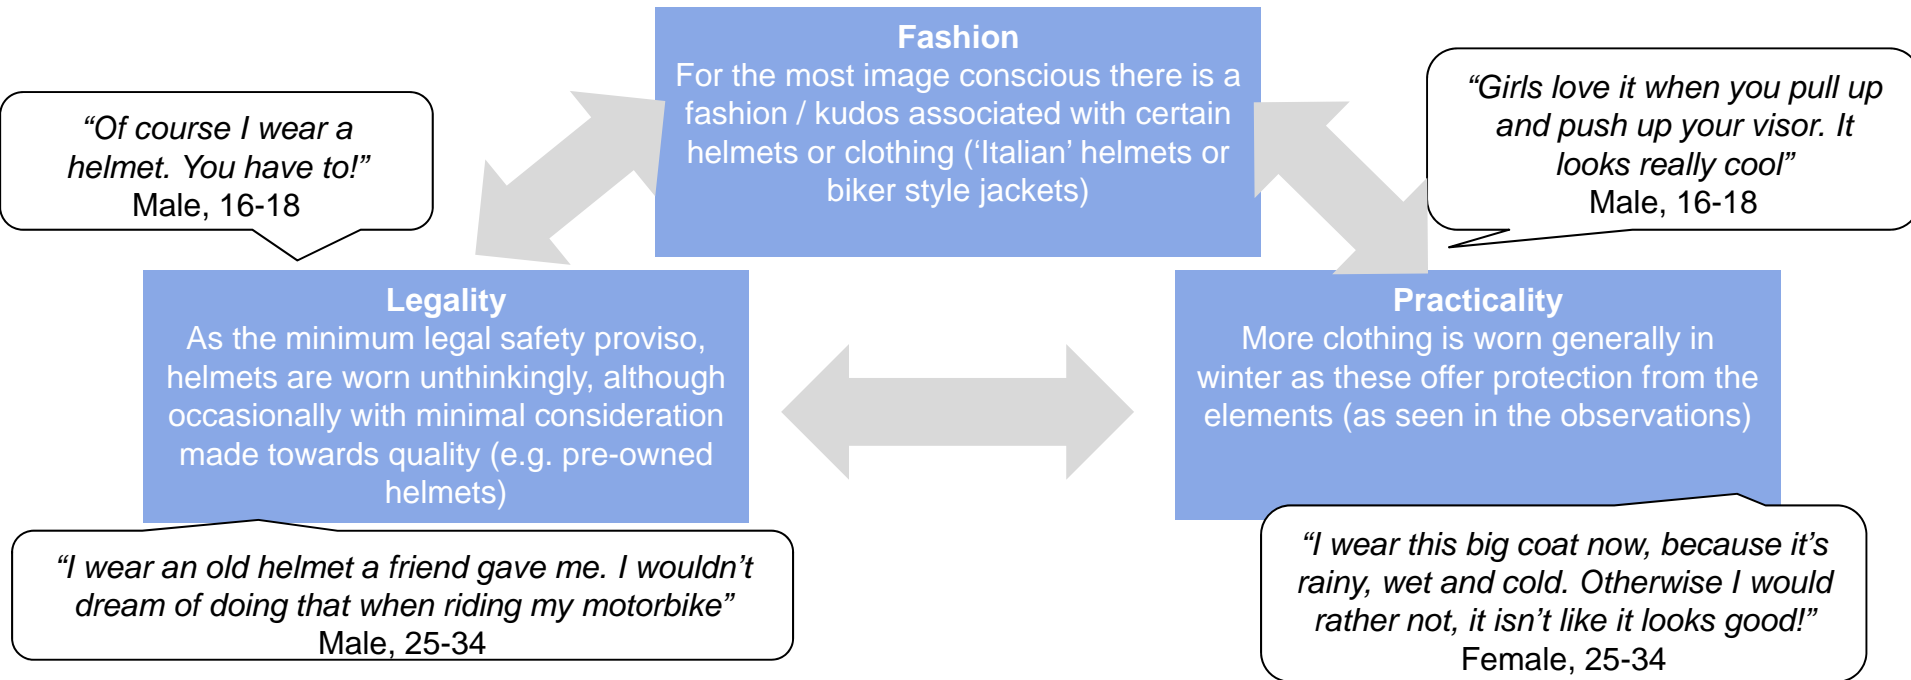 Fashion
For the most image conscious there is a
fashion / kudos associated with certain
helmets or clothing (‘Italian’ helmets or
biker style jackets)
“Of course I wear a
helmet. You have to!”
Male, 16-18
“Girls love it when you pull up
and push up your visor. It
looks really cool”
Male, 16-18
Legality
As the minimum legal safety proviso,
helmets are worn unthinkingly, although
occasionally with minimal consideration
made towards quality (e.g. pre-owned
helmets)
Practicality
More clothing is worn generally in
winter as these offer protection from the
elements (as seen in the observations)
“I wear an old helmet a friend gave me. I wouldn’t
dream of doing that when riding my motorbike”
Male, 25-34
“I wear this big coat now, because it’s
rainy, wet and cold. Otherwise I would
rather not, it isn’t like it looks good!”
Female, 25-34